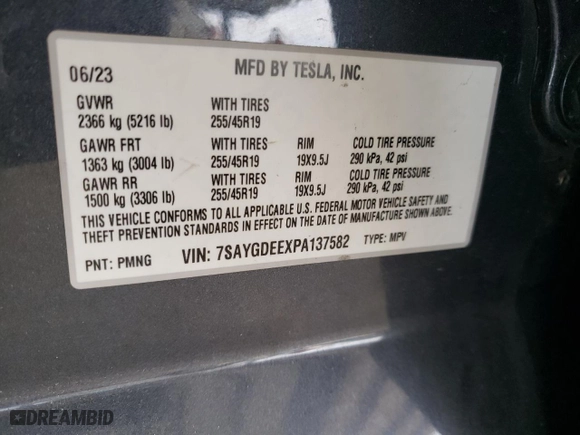 06/23 MFD BY TESLA, INC.
GVWR WITH TIRES
2366 kg (5216 lb) 255/45R19
GAWR FRT WITH TIRES RIM COLD TIRE PRESSURE
1363 kg (3004 lb) 255/45R19 19X9.5J 290 kPa, 42 psi
GAWR RR WITH TIRES RIM COLD TIRE PRESSURE
1500 kg (3306 lb) 255/45R19 19X9.5J 290 kPa, 42 psi
THIS VEHICLE CONFORMS TO ALL APPLICABLE U.S. FEDERAL MOTOR VEHICLE SAFETY AND
THEFT PREVENTION STANDARDS IN EFFECT ON THE DATE OF MANUFACTURE SHOWN ABOVE.
PNT: PMNG VIN: 7SAYGDEEXPA137582 TYPE: MPV
DREAMBID